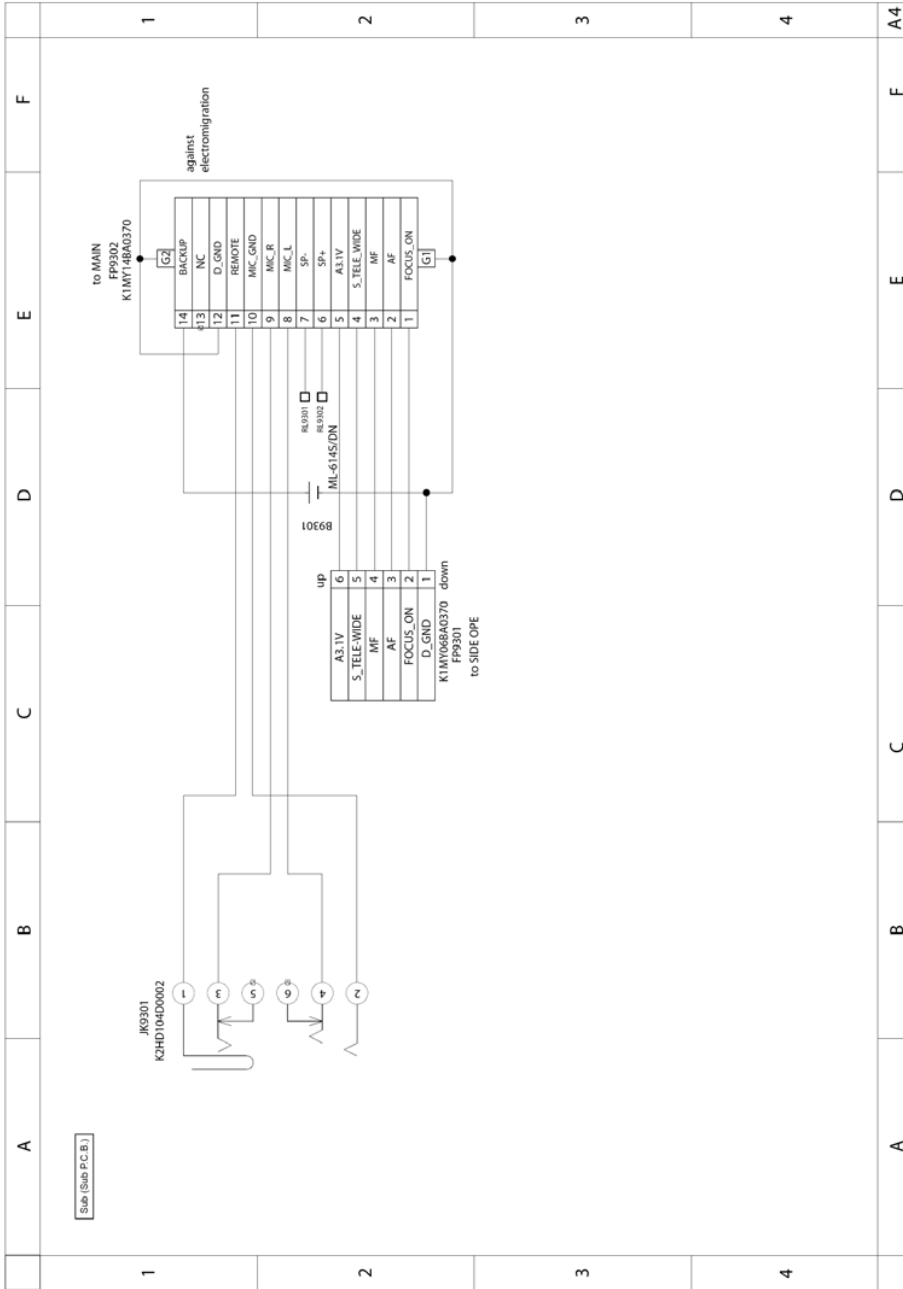 A4
1
2
3
4
F
F
against
electromigration
to MAIN
FP9302
K1MY14BA0370
G2
14 BACKUP
13 NC
12 D_GND
11 REMOTE
10 MIC_GND
9 MIC_R
8 MIC_L
7 SP-
6 SP+
5 A3.1V
4 S_TELE_WIDE
3 MF
2 AF
1 FOCUS_ON
G1
E
E
RL9301
RL9302
ML-614S/DN
B9301
D
D
up
A3.1V 6
S_TELE-WIDE 5
MF 4
AF 3
FOCUS_ON 2
D_GND 1
down
K1MY06BA0370
FP9301
to SIDE OPE
C
C
B
B
JK9301
K2HD104D0002
1
3
5
6
4
2
A
A
Sub (Sub P.C.B.)
1
2
3
4